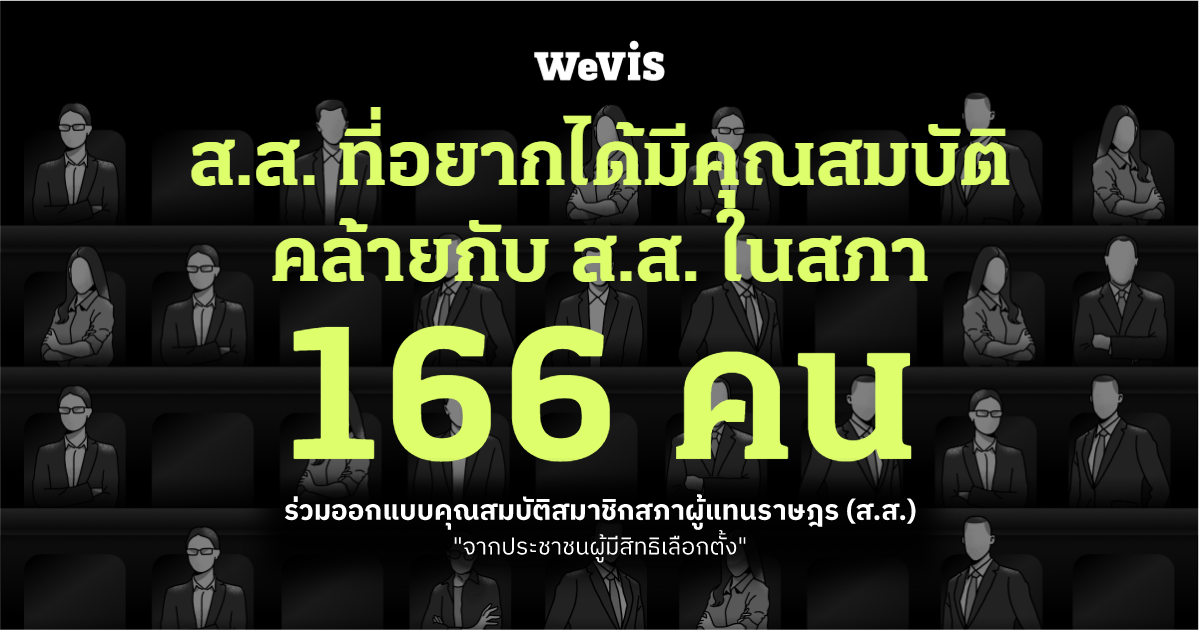 WeVIS
ส.ส. ที่อยากได้มีคุณสมบัติ
คล้ายกับ ส.ส. ในสภา
166 คน
ร่วมออกแบบคุณสมบัติสมาชิกสภาผู้แทนราษฎร (ส.ส.)
"จากประชาชนผู้มีสิทธิเลือกตั้ง"